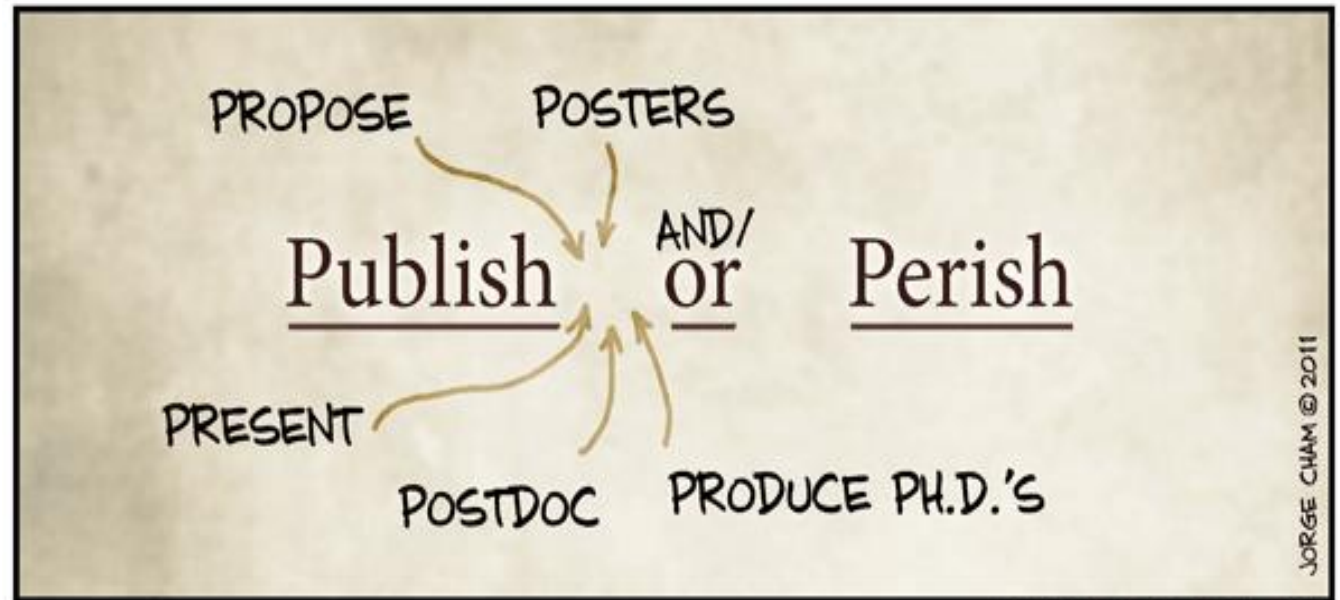 PROPOSE POSTERS
AND/
Publish or Perish
PRESENT
POSTDOC PRODUCE PH.D.'S
JORGE CHAM © 2011